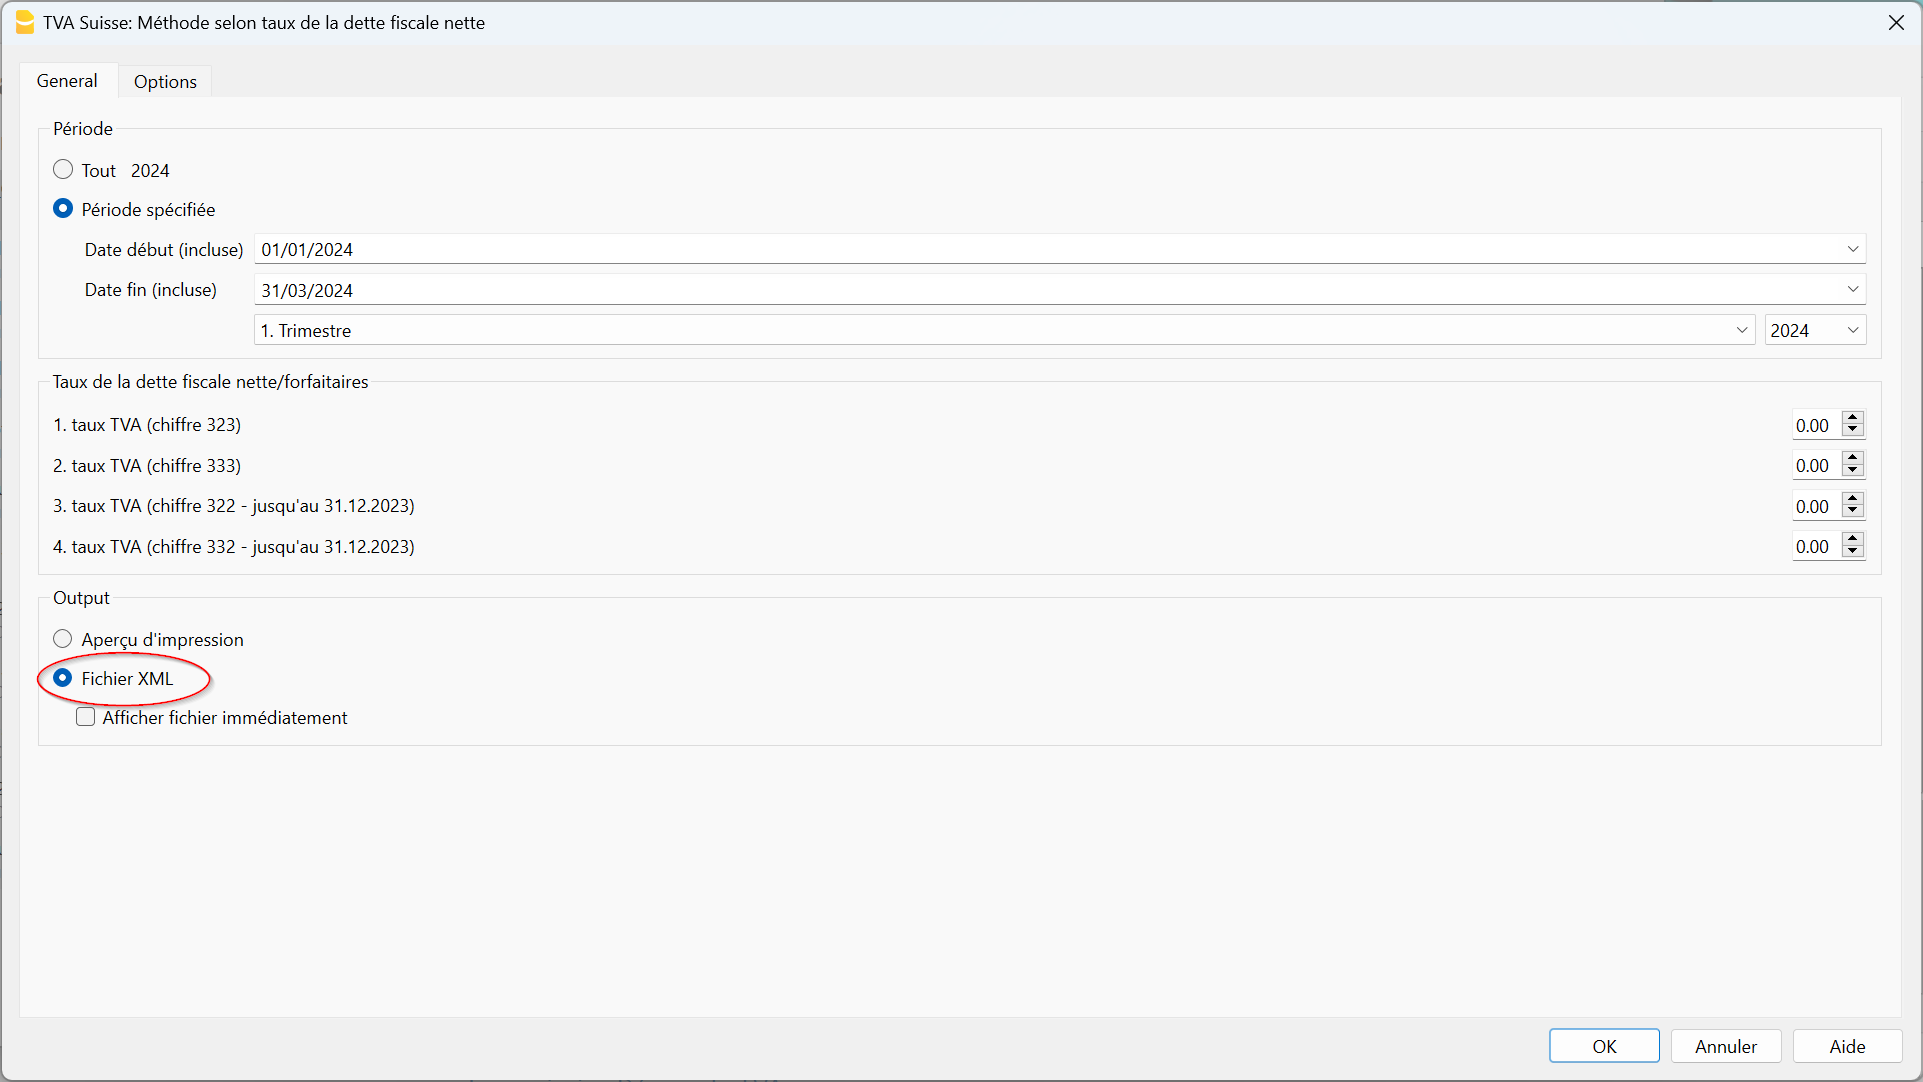 TVA Suisse: Méthode selon taux de la dette fiscale nette
General Options
Période
Tout 2024
Période spécifiée
Date début (incluse) 01/01/2024
Date fin (incluse) 31/03/2024
1. Trimestre 2024
Taux de la dette fiscale nette/forfaitaires
1. taux TVA (chiffre 323) 0.00
2. taux TVA (chiffre 333) 0.00
3. taux TVA (chiffre 322 - jusqu'au 31.12.2023) 0.00
4. taux TVA (chiffre 332 - jusqu'au 31.12.2023) 0.00
Output
Aperçu d'impression
Fichier XML
Afficher fichier immédiatement
OK Annuler Aide